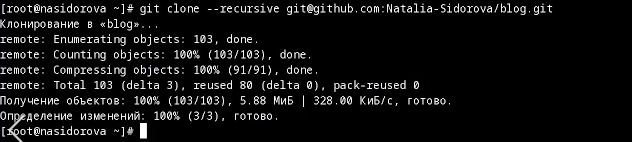 [root@nasidorova ~]# git clone --recursive git@github.com:Natalia-Sidorova/blog.git
Клонирование в «blog»...
remote: Enumerating objects: 103, done.
remote: Counting objects: 100% (103/103), done.
remote: Compressing objects: 100% (91/91), done.
remote: Total 103 (delta 3), reused 80 (delta 0), pack-reused 0
Получение объектов: 100% (103/103), 5.88 МиБ | 328.00 КиБ/с, готово.
Определение изменений: 100% (3/3), готово.
[root@nasidorova ~]#